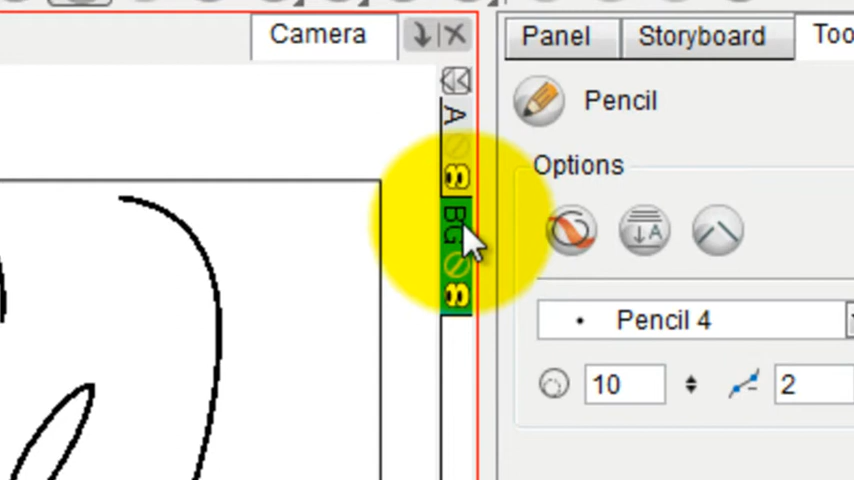 Camera
Panel
Storyboard
Too
A
Pencil
Options
BG
A
Pencil 4
10
2